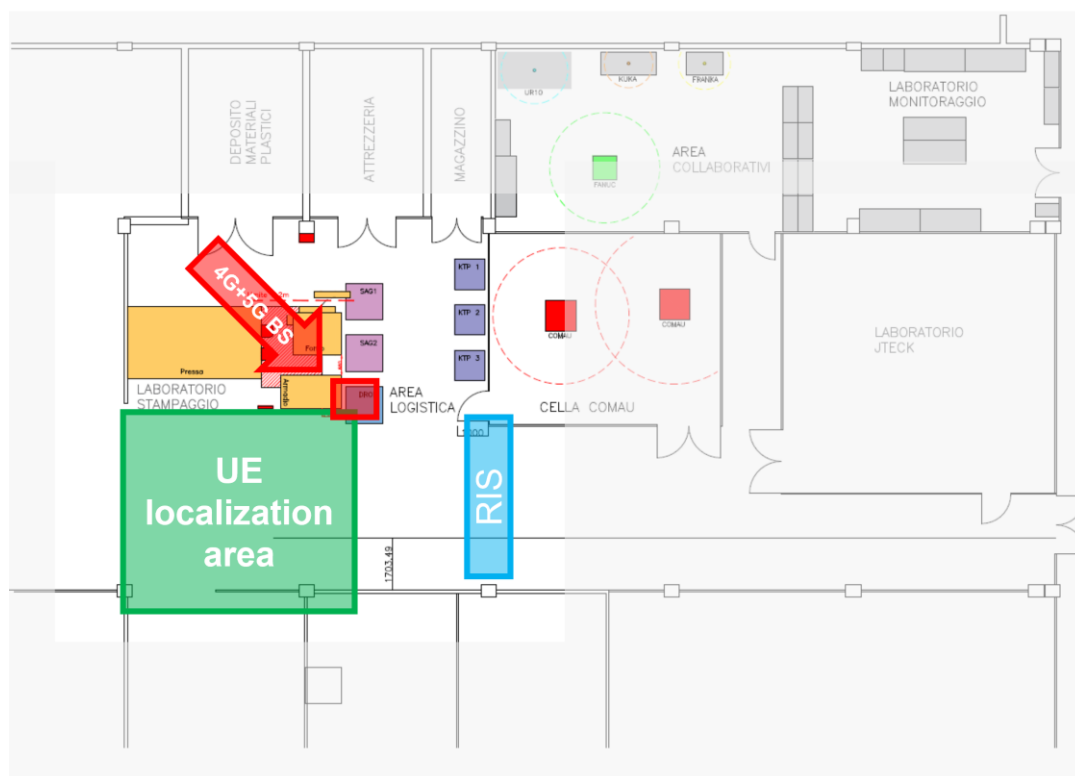 UR10
KUKA
FRANKA
LABORATORIO
MONITORAGGIO
DEPOSITO
MATERIALI
PLASTICI
ATTREZZERIA
MAGAZZINO
AREA
COLLABORATIVI
FANUC
4G+5G BS
SAG1
SAG2
KTP 1
KTP 2
KTP 3
COMAU
COMAU
LABORATORIO
JTECK
Pressa
LABORATORIO
STAMPAGGIO
Armadio
AREA
LOGISTICA
CELLA COMAU
UE
localization
area
RIS
1703,49